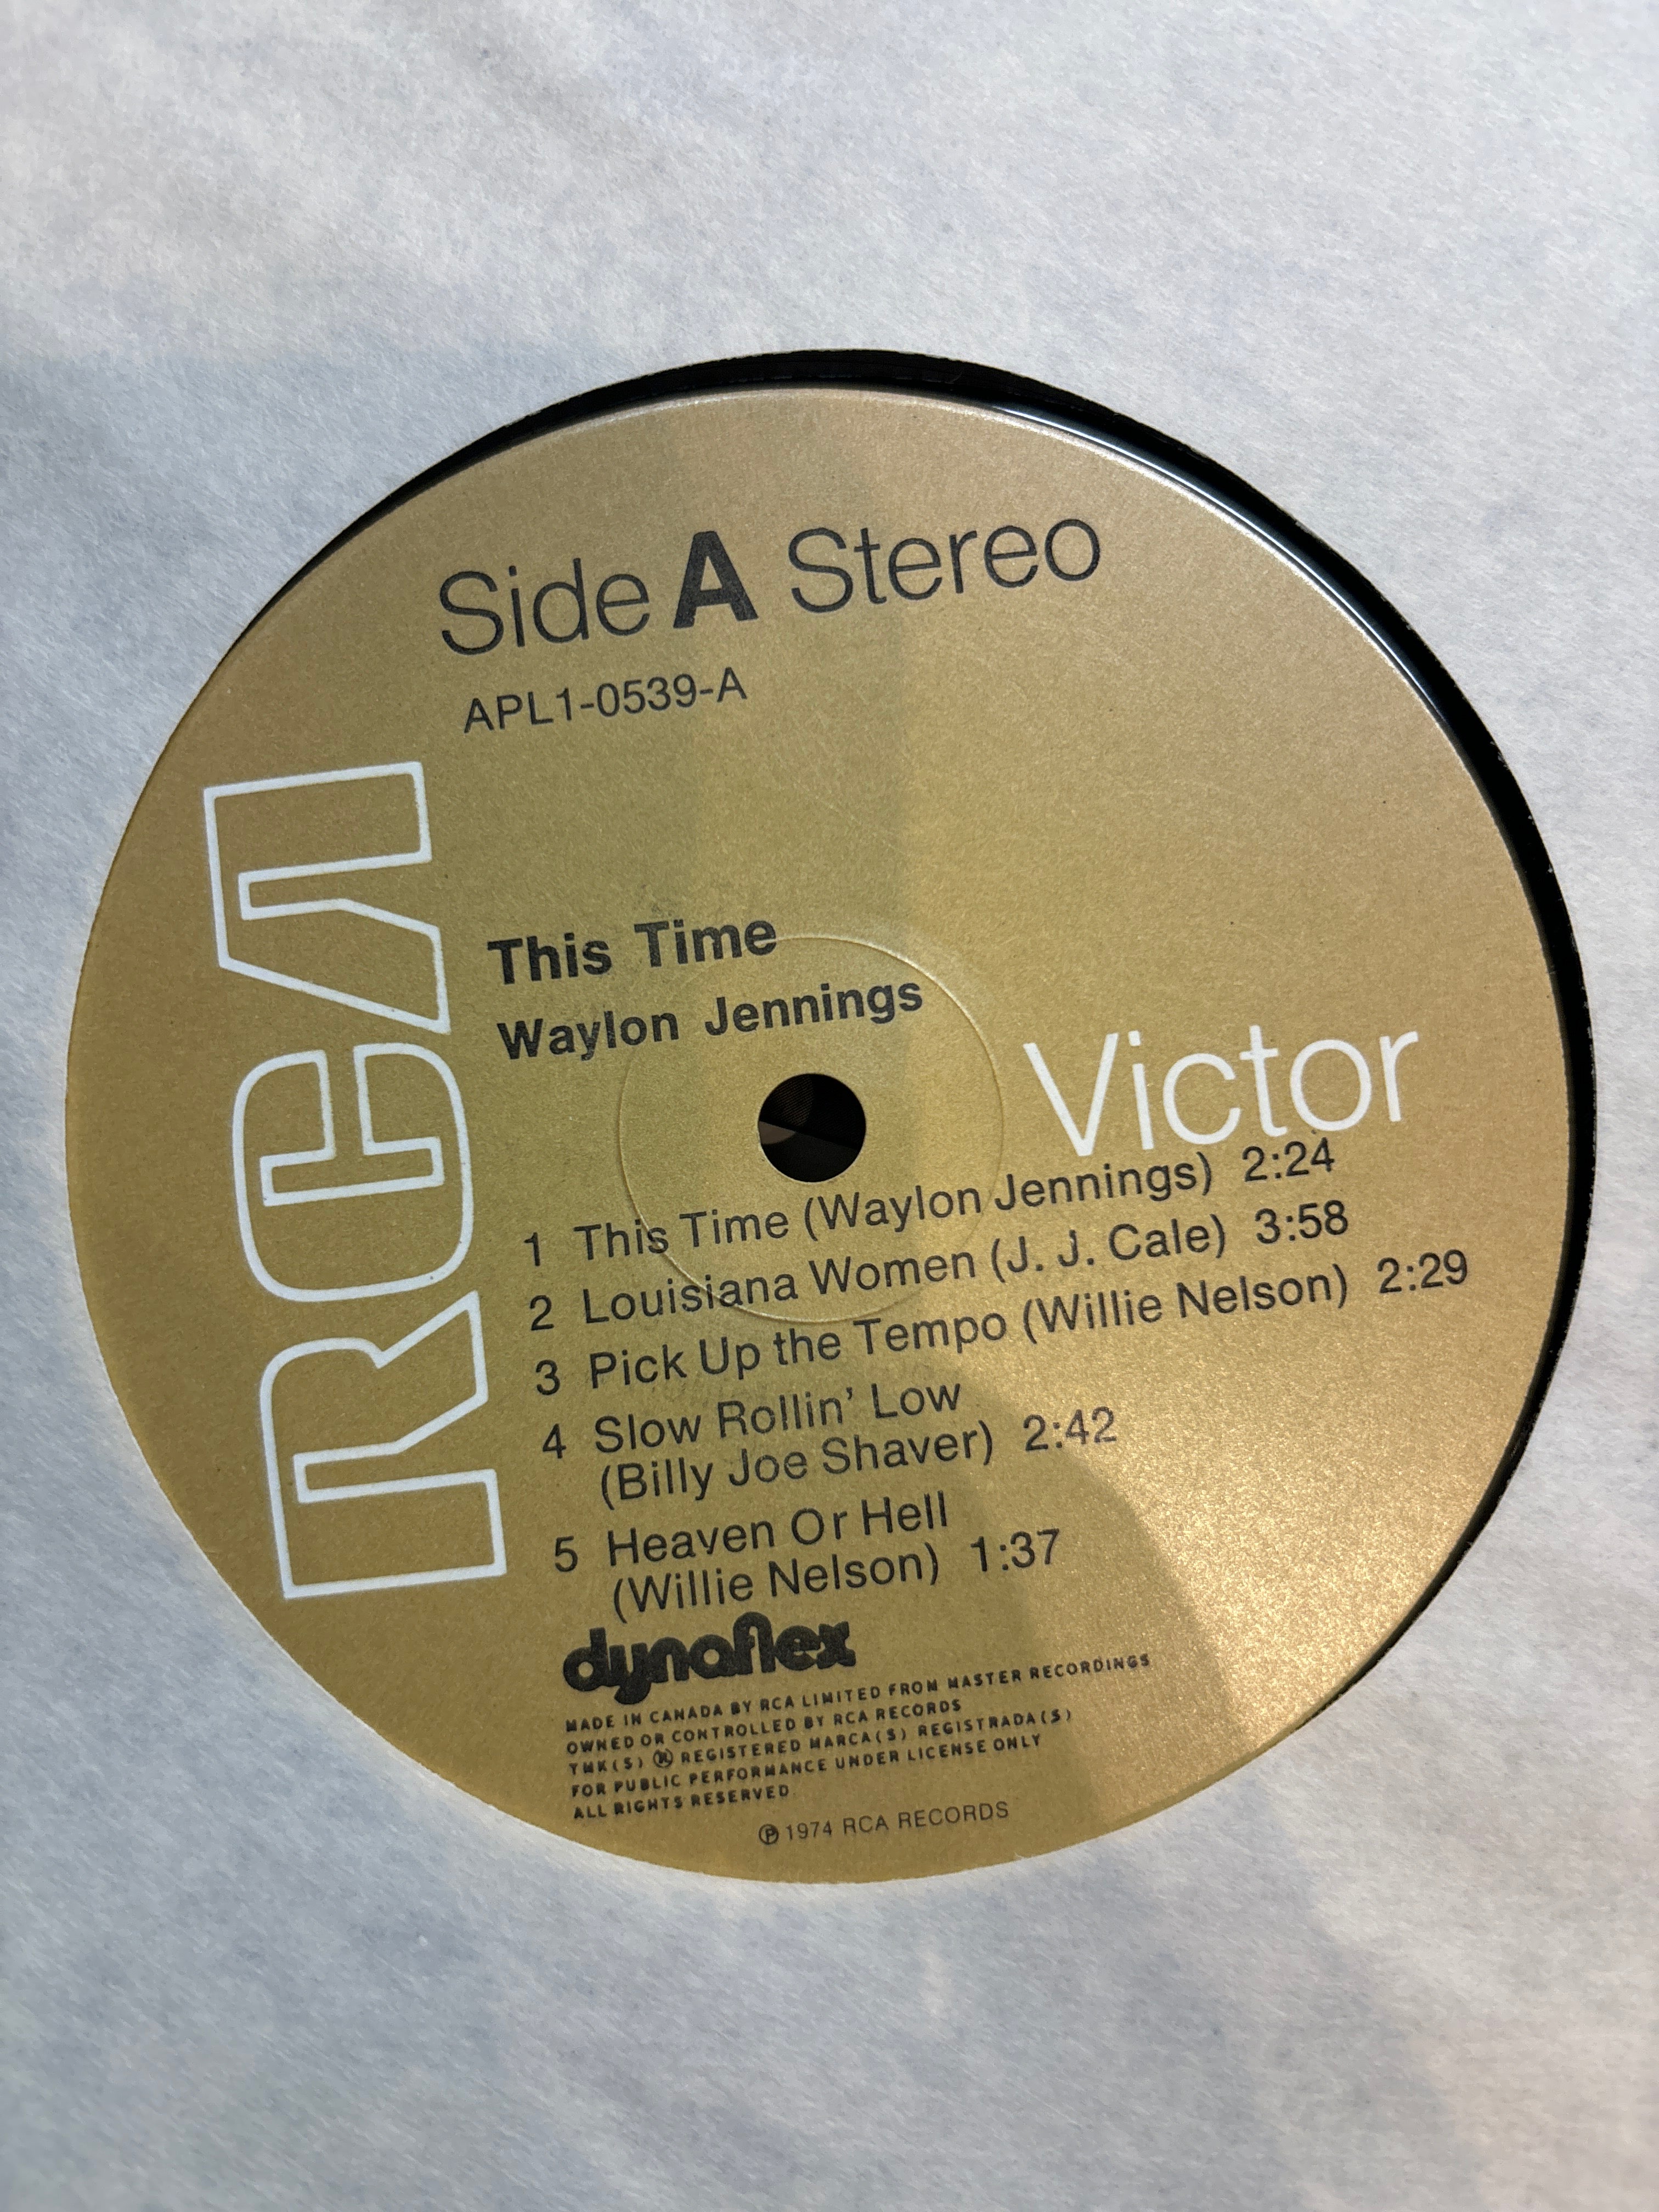 Side A Stereo
APL1-0539-A
RCA
This Time
Waylon Jennings
Victor
1 This Time (Waylon Jennings) 2:24
2 Louisiana Women (J. J. Cale) 3:58
3 Pick Up the Tempo (Willie Nelson) 2:29
4 Slow Rollin' Low
(Billy Joe Shaver) 2:42
5 Heaven Or Hell
(Willie Nelson) 1:37
dynaflex
MADE IN CANADA BY RCA LIMITED FROM MASTER RECORDINGS
OWNED OR CONTROLLED BY RCA RECORDS
TMK(S) ® REGISTERED MARCA(S) REGISTRADA(S)
FOR PUBLIC PERFORMANCE UNDER LICENSE ONLY
ALL RIGHTS RESERVED
℗ 1974 RCA RECORDS